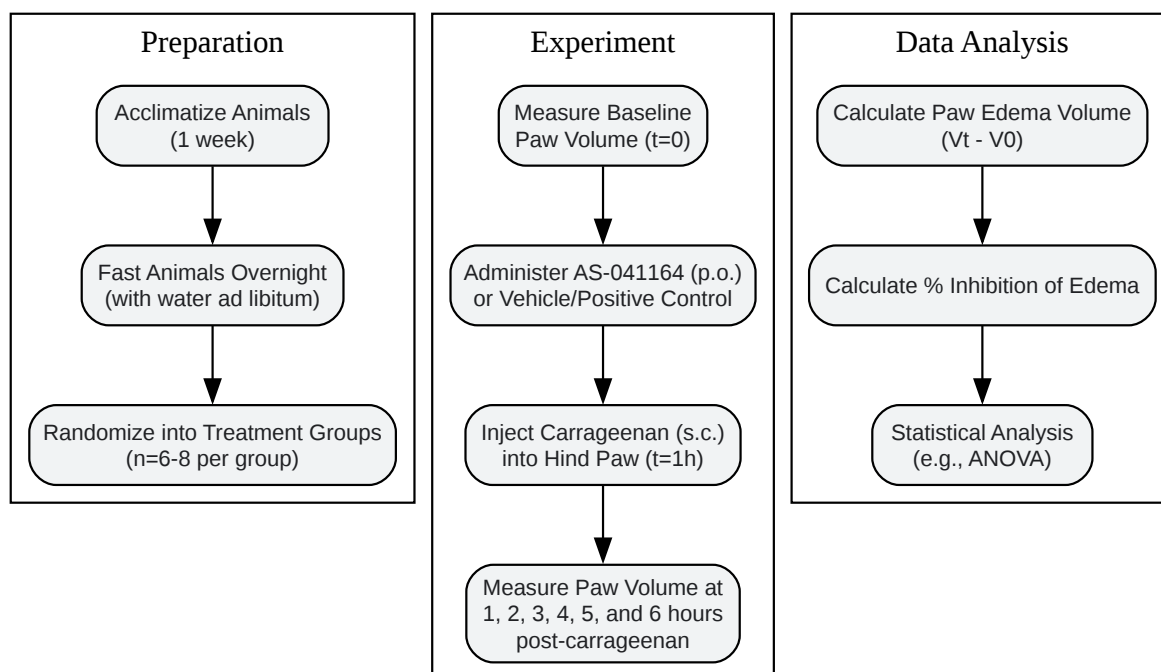 Preparation
Acclimatize Animals
(1 week)
Fast Animals Overnight
(with water ad libitum)
Randomize into Treatment Groups
(n=6-8 per group)
Experiment
Measure Baseline
Paw Volume (t=0)
Administer AS-041164 (p.o.)
or Vehicle/Positive Control
Inject Carrageenan (s.c.)
into Hind Paw (t=1h)
Measure Paw Volume at
1, 2, 3, 4, 5, and 6 hours
post-carrageenan
Data Analysis
Calculate Paw Edema Volume
(Vt - V0)
Calculate % Inhibition of Edema
Statistical Analysis
(e.g., ANOVA)